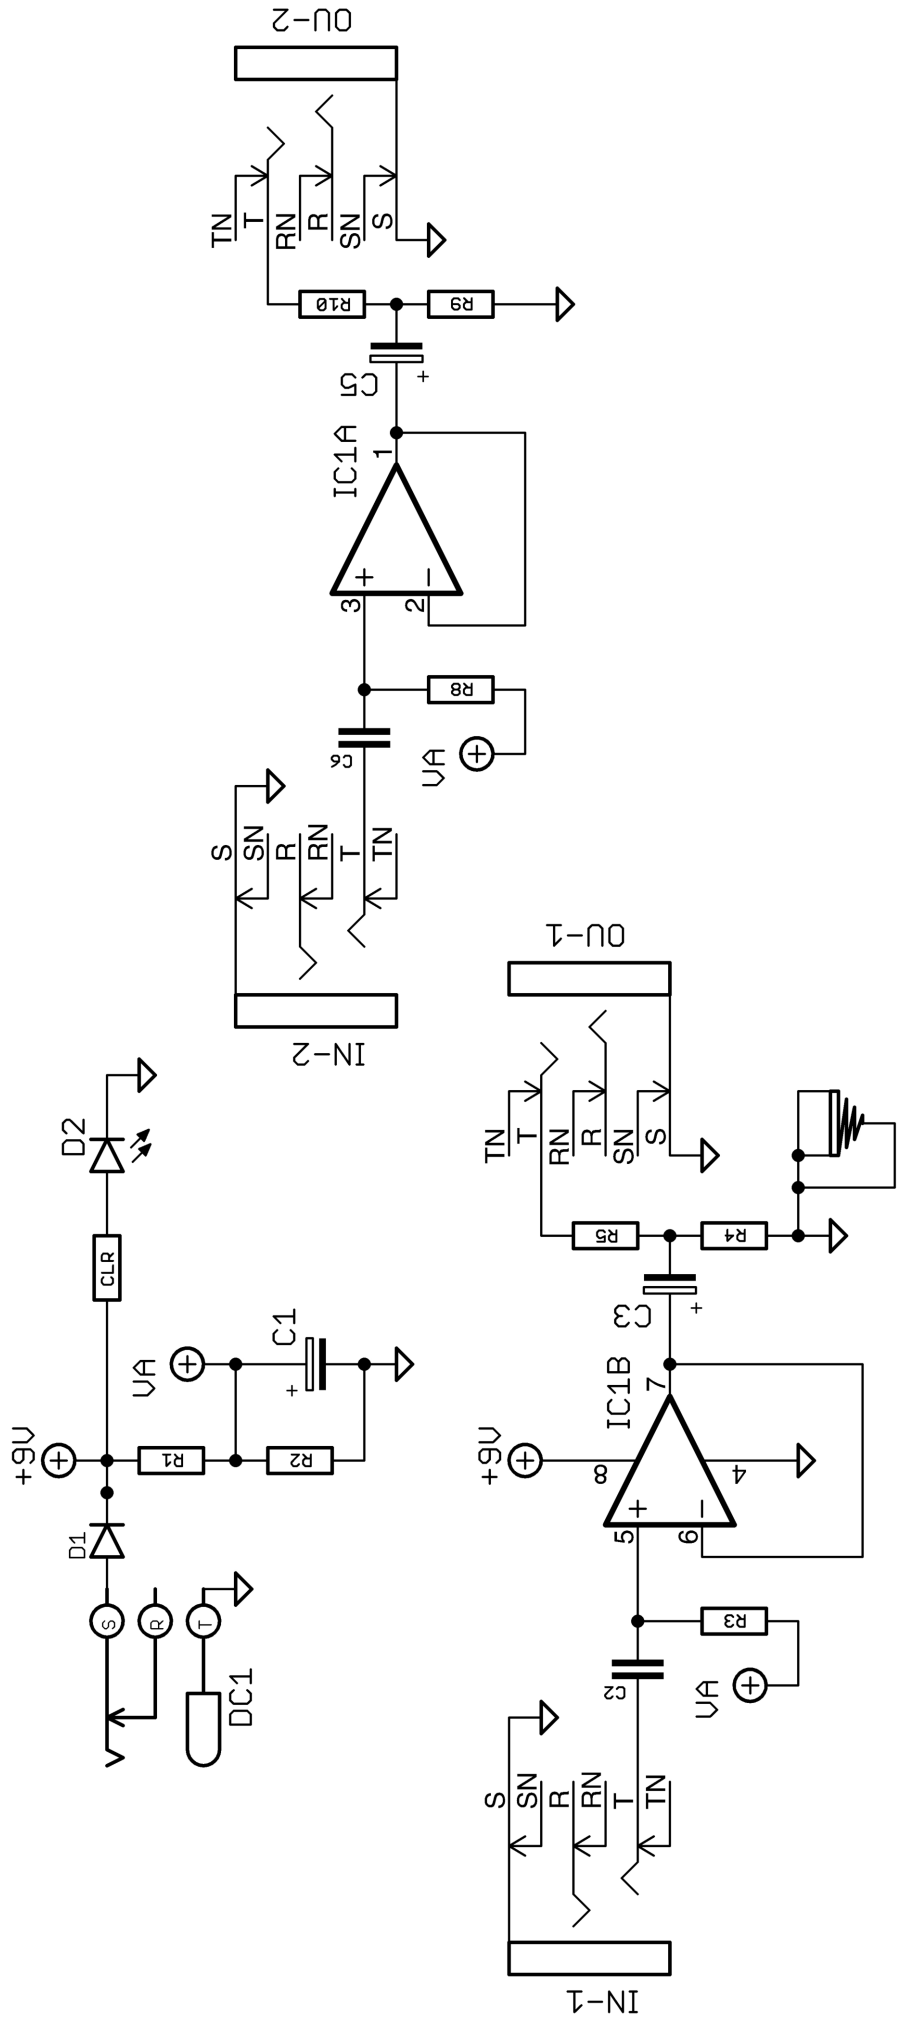 OU-2
TN
T
RN
R
SN
S
R10
R9
C5
+
IC1A
1
+
-
3
2
R8
C6
VA
+
S
SN
R
RN
T
TN
IN-2
D2
CLR
+9V
+
VA
+
C1
+
R1
R2
D1
S
R
T
DC1
OU-1
TN
T
RN
R
SN
S
R5
R4
C3
+
IC1B
7
+9V
+
8
4
+
-
5
6
R3
C2
VA
+
S
SN
R
RN
T
TN
IN-1